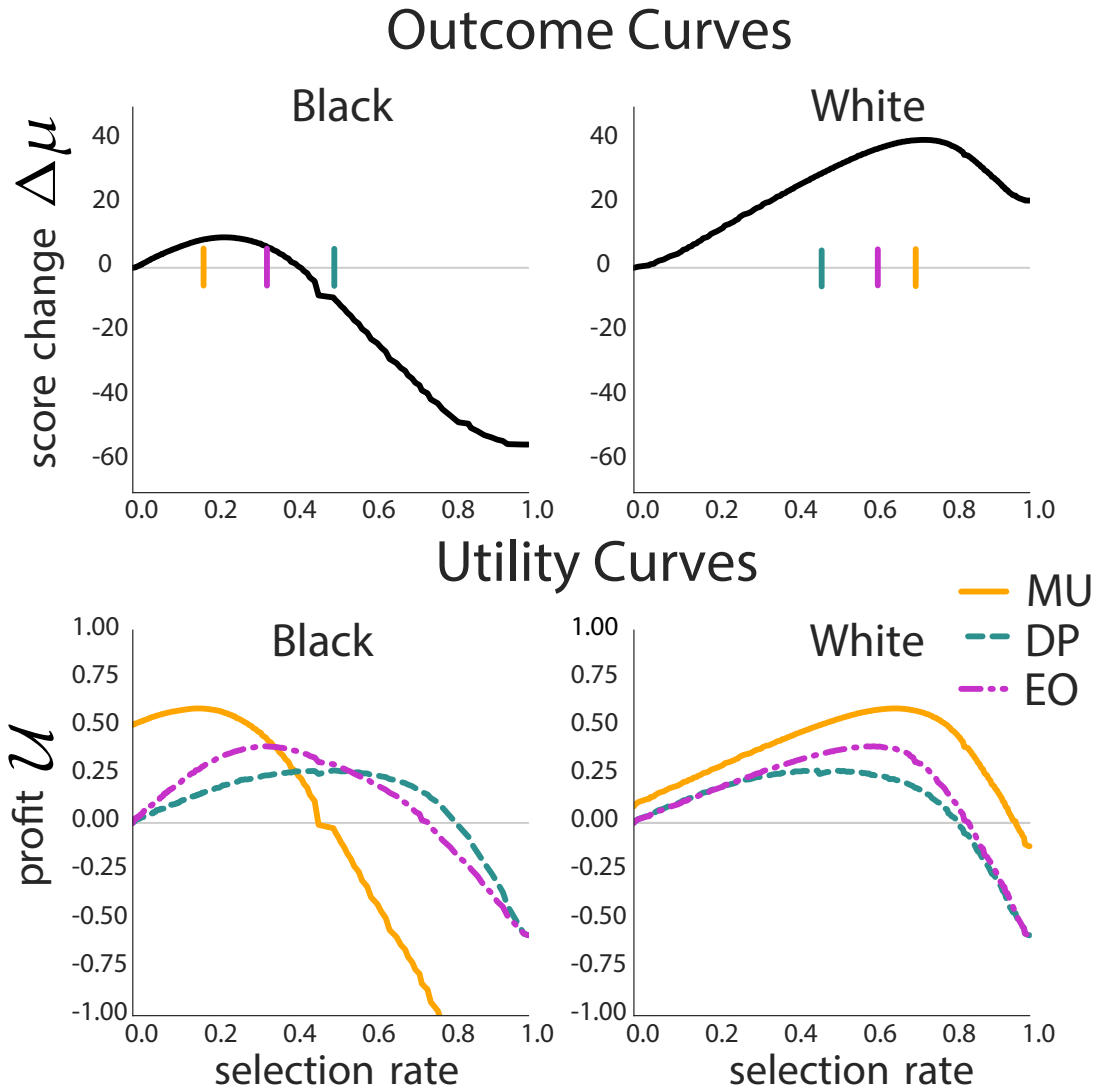 Outcome Curves
Black
White
score change Δμ
40
20
0
-20
-40
-60
0.0 0.2 0.4 0.6 0.8 1.0
40
20
0
-20
-40
-60
0.0 0.2 0.4 0.6 0.8 1.0
Utility Curves
MU
DP
EO
Black
White
profit 𝒰
1.00
0.75
0.50
0.25
0.00
-0.25
-0.50
-0.75
-1.00
0.0 0.2 0.4 0.6 0.8 1.0
selection rate
1.00
0.75
0.50
0.25
0.00
-0.25
-0.50
-0.75
-1.00
0.0 0.2 0.4 0.6 0.8 1.0
selection rate